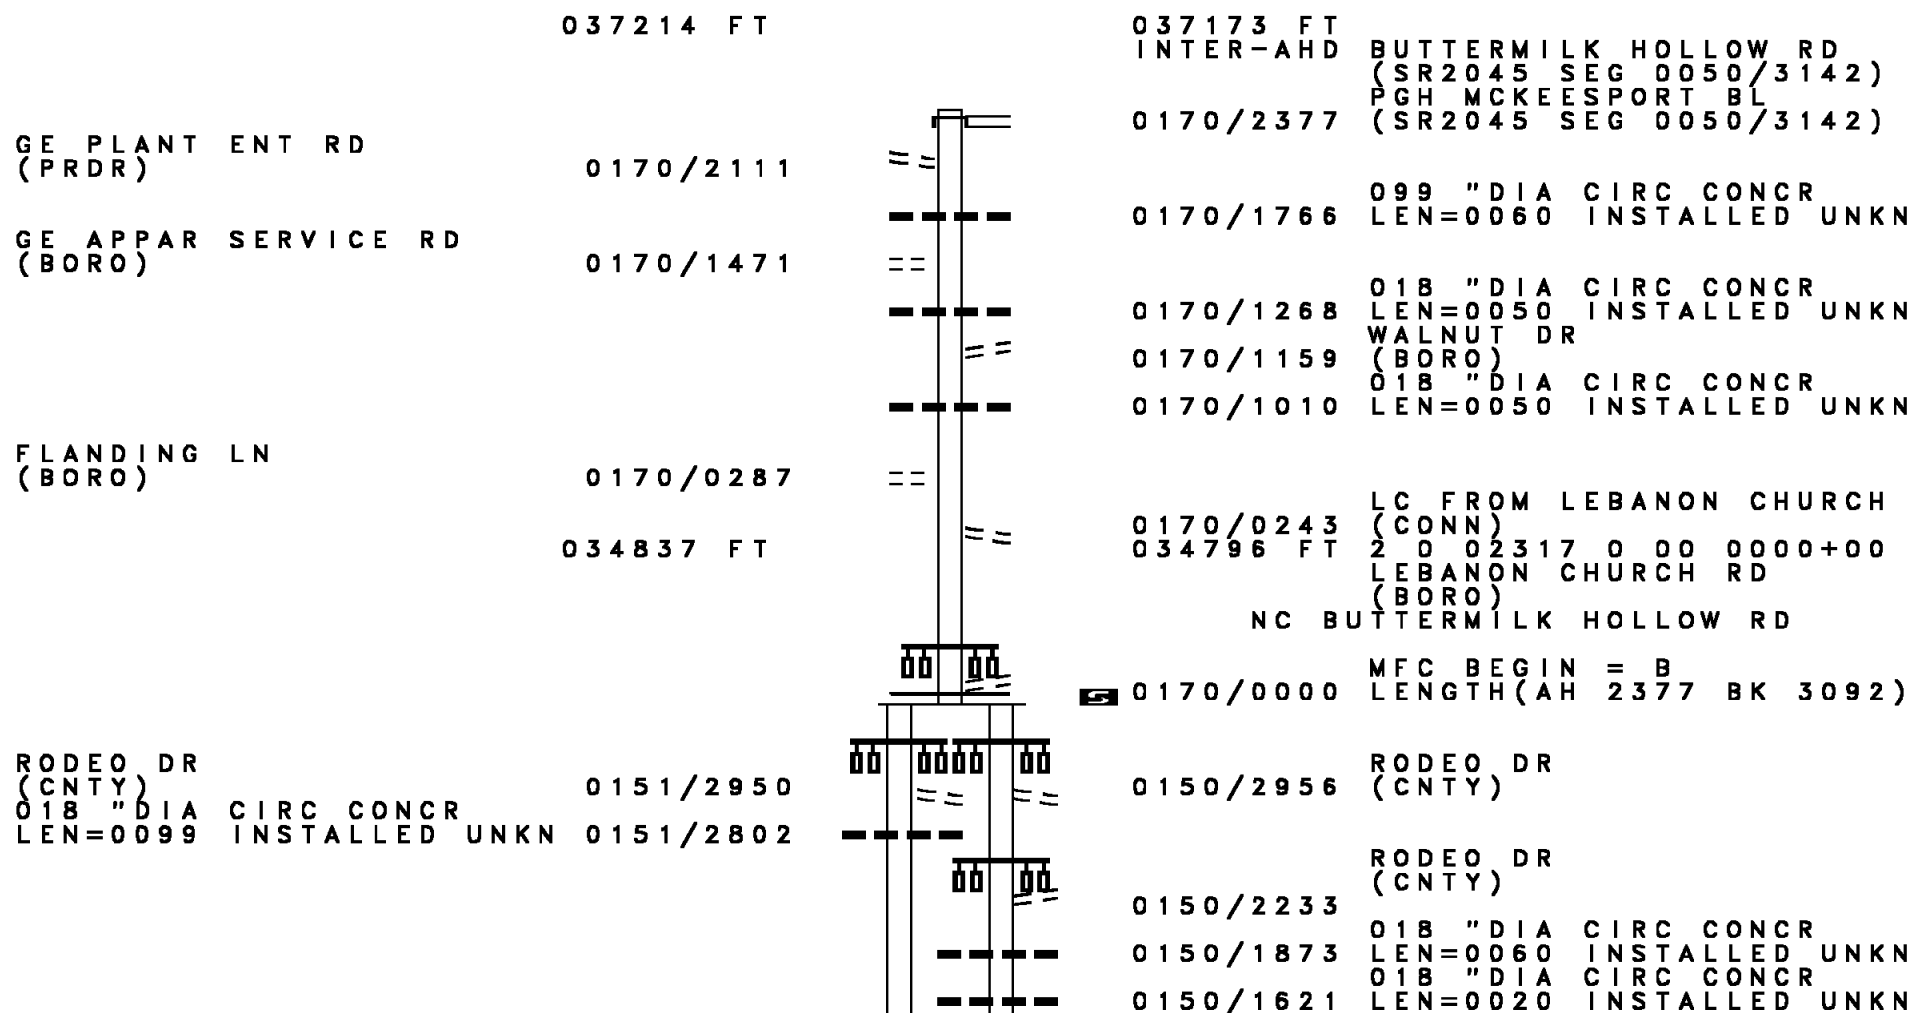 037214 FT 037173 FT
INTER-AHD BUTTERMILK HOLLOW RD
(SR2045 SEG 0050/3142)
PGH MCKEESPORT BL
0170/2377 (SR2045 SEG 0050/3142)
GE PLANT ENT RD
(PRDR) 0170/2111
099 "DIA CIRC CONCR
0170/1766 LEN=0060 INSTALLED UNKN
GE APPAR SERVICE RD
(BORO) 0170/1471
018 "DIA CIRC CONCR
0170/1268 LEN=0050 INSTALLED UNKN
WALNUT DR
0170/1159 (BORO)
018 "DIA CIRC CONCR
0170/1010 LEN=0050 INSTALLED UNKN
FLANDING LN
(BORO) 0170/0287
LC FROM LEBANON CHURCH
0170/0243 (CONN)
034837 FT 034796 FT 2 0 02317 0 00 0000+00
LEBANON CHURCH RD
(BORO)
NC BUTTERMILK HOLLOW RD
MFC BEGIN = B
S 0170/0000 LENGTH(AH 2377 BK 3092)
RODEO DR RODEO DR
(CNTY) 0151/2950 0150/2956 (CNTY)
018 "DIA CIRC CONCR
LEN=0099 INSTALLED UNKN 0151/2802
RODEO DR
(CNTY)
0150/2233
018 "DIA CIRC CONCR
0150/1873 LEN=0060 INSTALLED UNKN
018 "DIA CIRC CONCR
0150/1621 LEN=0020 INSTALLED UNKN